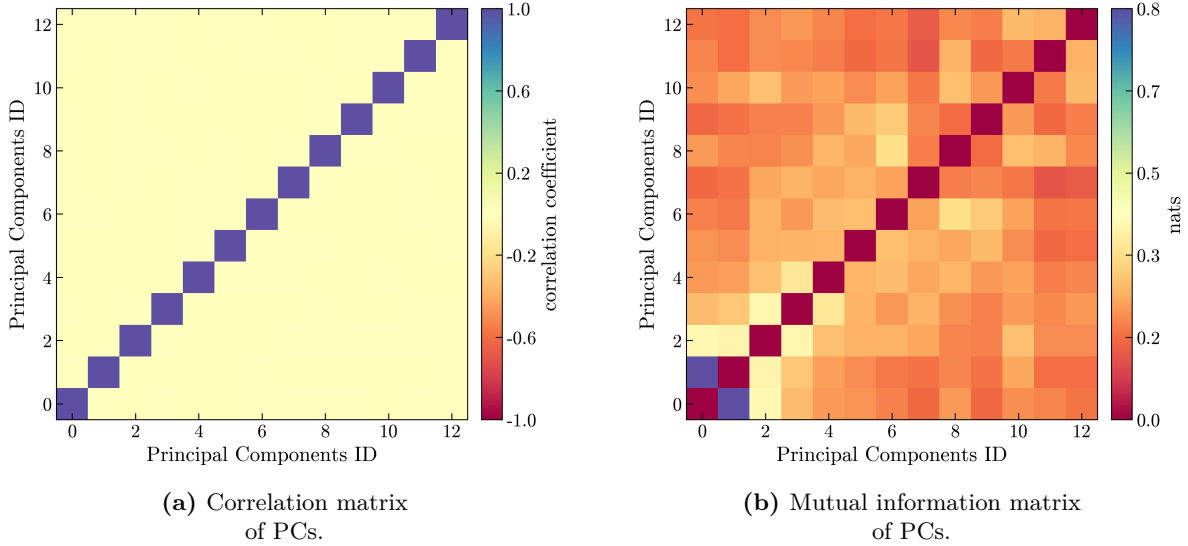 12
10
8
6
4
2
0
Principal Components ID
0 2 4 6 8 10 12
Principal Components ID
1.0
0.6
0.2
-0.2
-0.6
-1.0
correlation coefficient
(a) Correlation matrix
of PCs.
12
10
8
6
4
2
0
Principal Components ID
0 2 4 6 8 10 12
Principal Components ID
0.8
0.7
0.5
0.3
0.2
0.0
nats
(b) Mutual information matrix
of PCs.